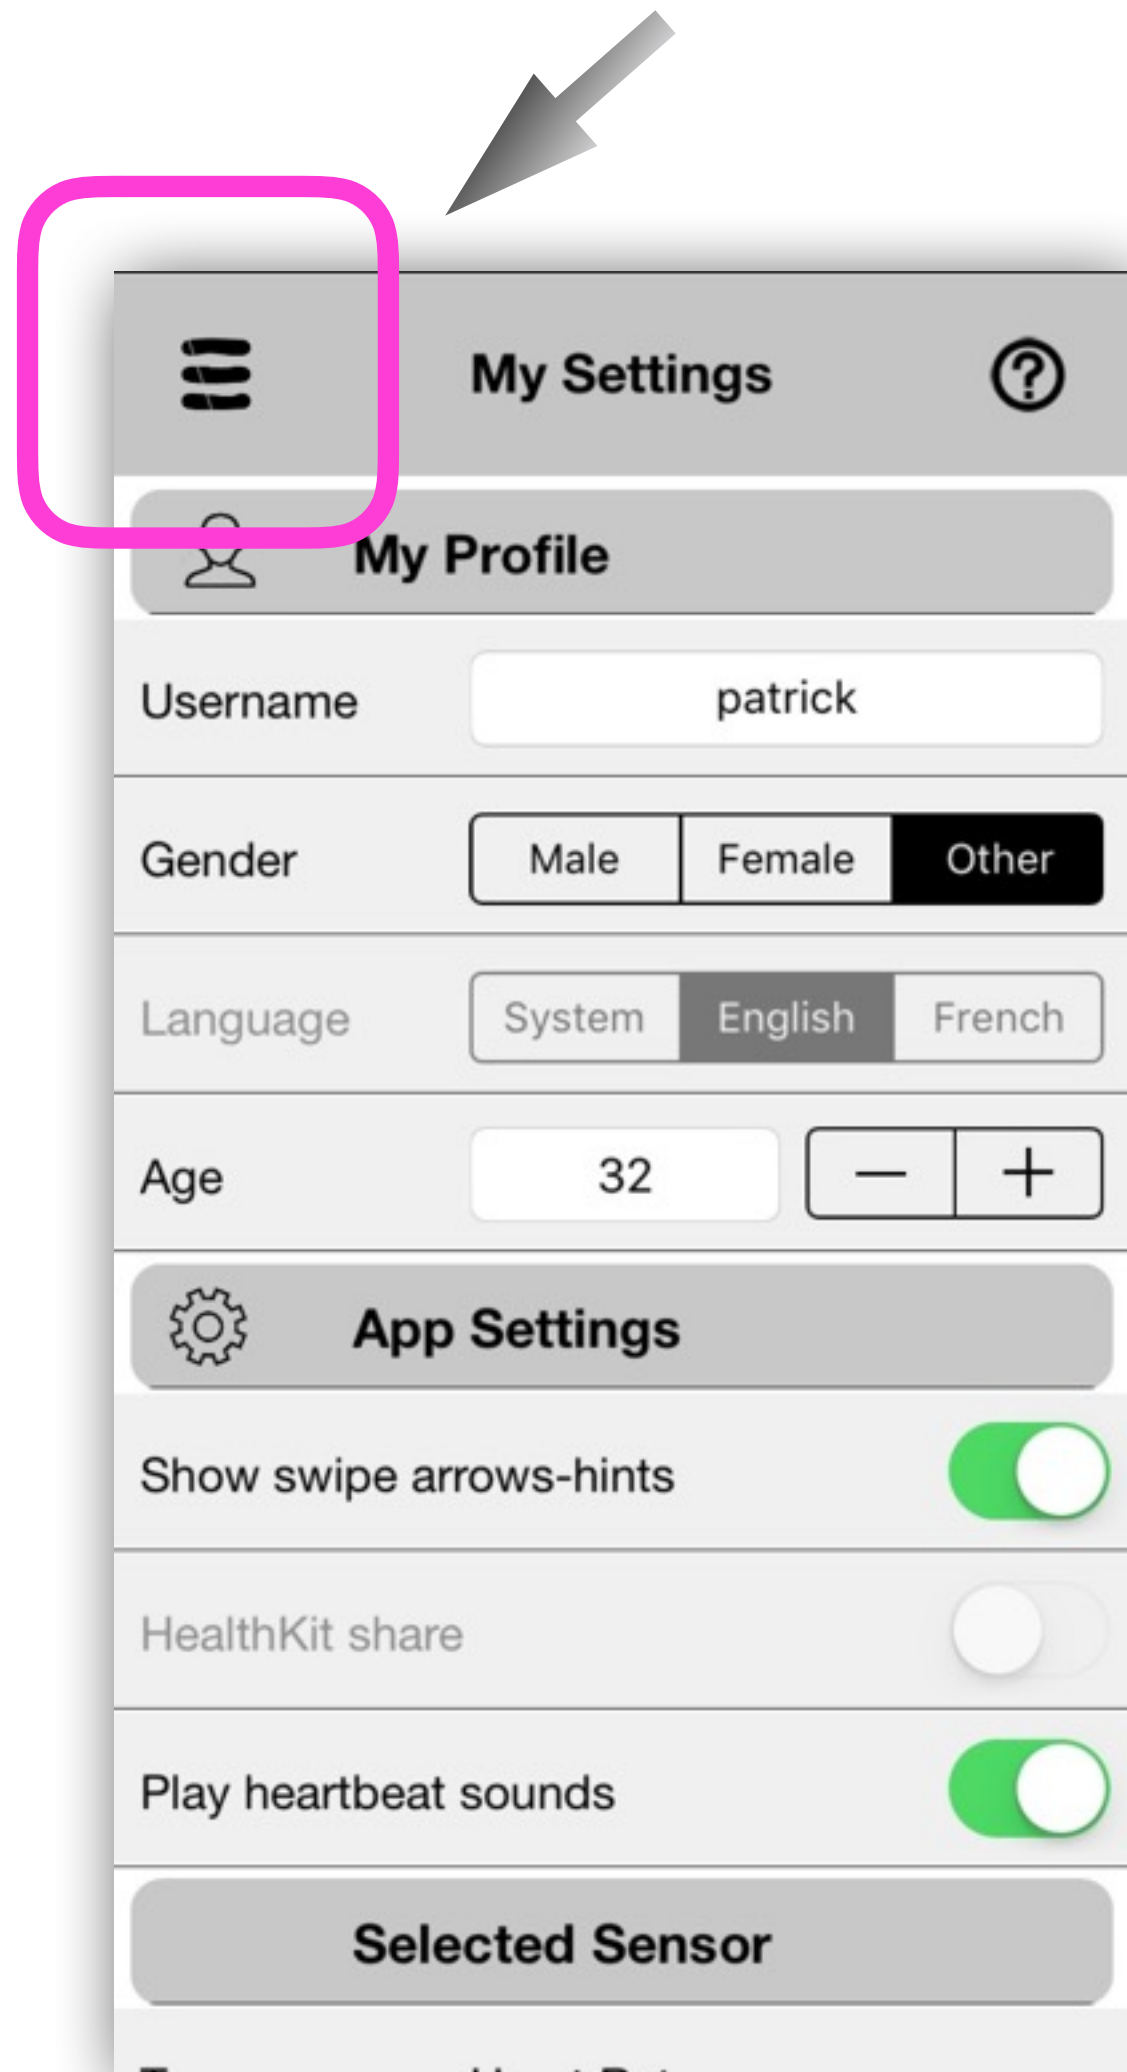 My Settings
My Profile
Username patrick
Gender Male Female Other
Language System English French
Age 32
App Settings
Show swipe arrows-hints
HealthKit share
Play heartbeat sounds
Selected Sensor